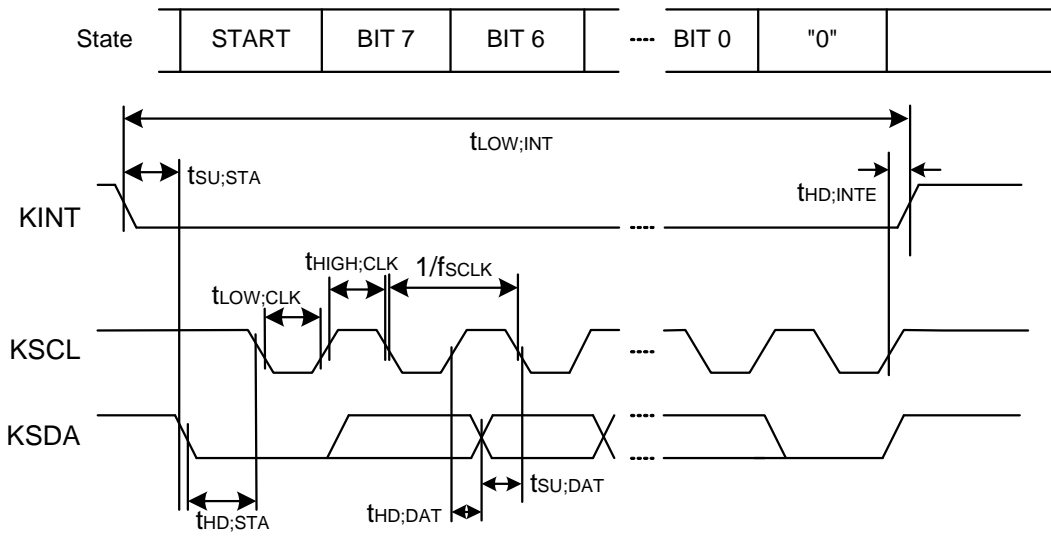 State START BIT 7 BIT 6 ---- BIT 0 "0"
tLOW;INT
tSU;STA
tHD;INTE
KINT ----
tHIGH;CLK 1/fSCLK
tLOW;CLK
KSCL ----
KSDA ----
tSU;DAT
tHD;STA tHD;DAT